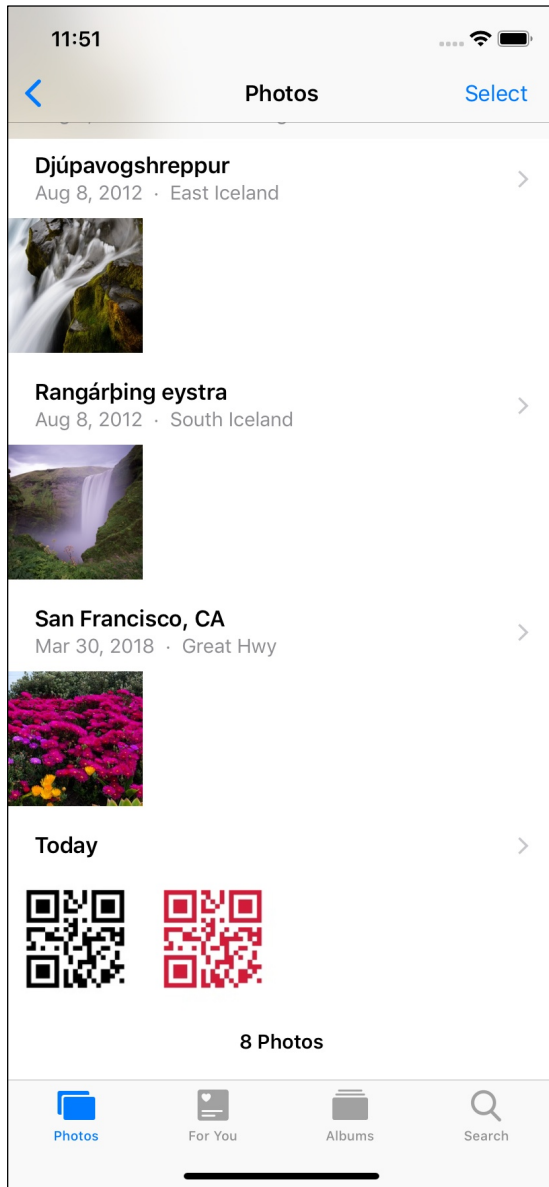 11:51
Photos
Select
Djúpavogshreppur
Aug 8, 2012 · East Iceland
Rangárþing eystra
Aug 8, 2012 · South Iceland
San Francisco, CA
Mar 30, 2018 · Great Hwy
Today
8 Photos
Photos
For You
Albums
Search